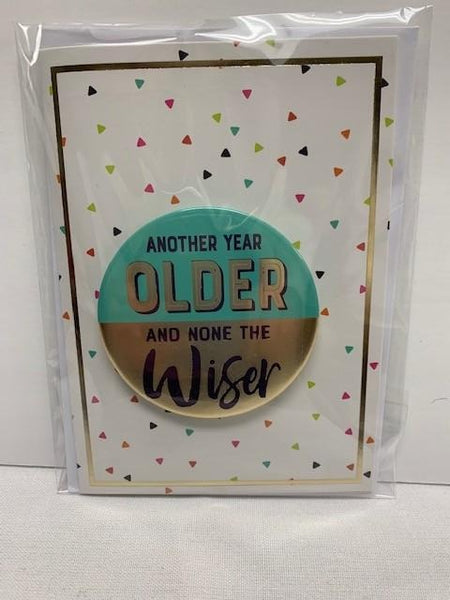 ANOTHER YEAR
OLDER
AND NONE THE
Wiser